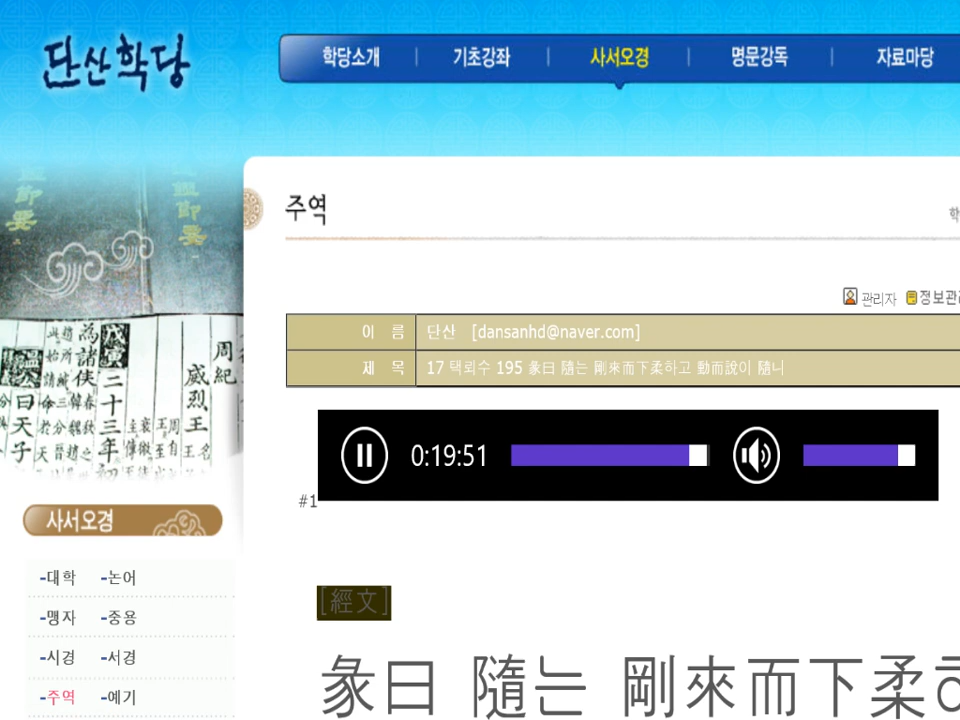 단산학당
학당소개 | 기초강좌 | 사서오경 | 명문강독 | 자료마당
주역
관리자
이 름 단산 [dansanhd@naver.com]
제 목 17 택뢰수 195 彖曰 隨는 剛來而下柔하고 動而說이 隨니
0:19:51
#1
사서오경
-대학 -논어
-맹자 -중용
-시경 -서경
-주역 -예기
[經文]
彖曰 隨는 剛來而下柔